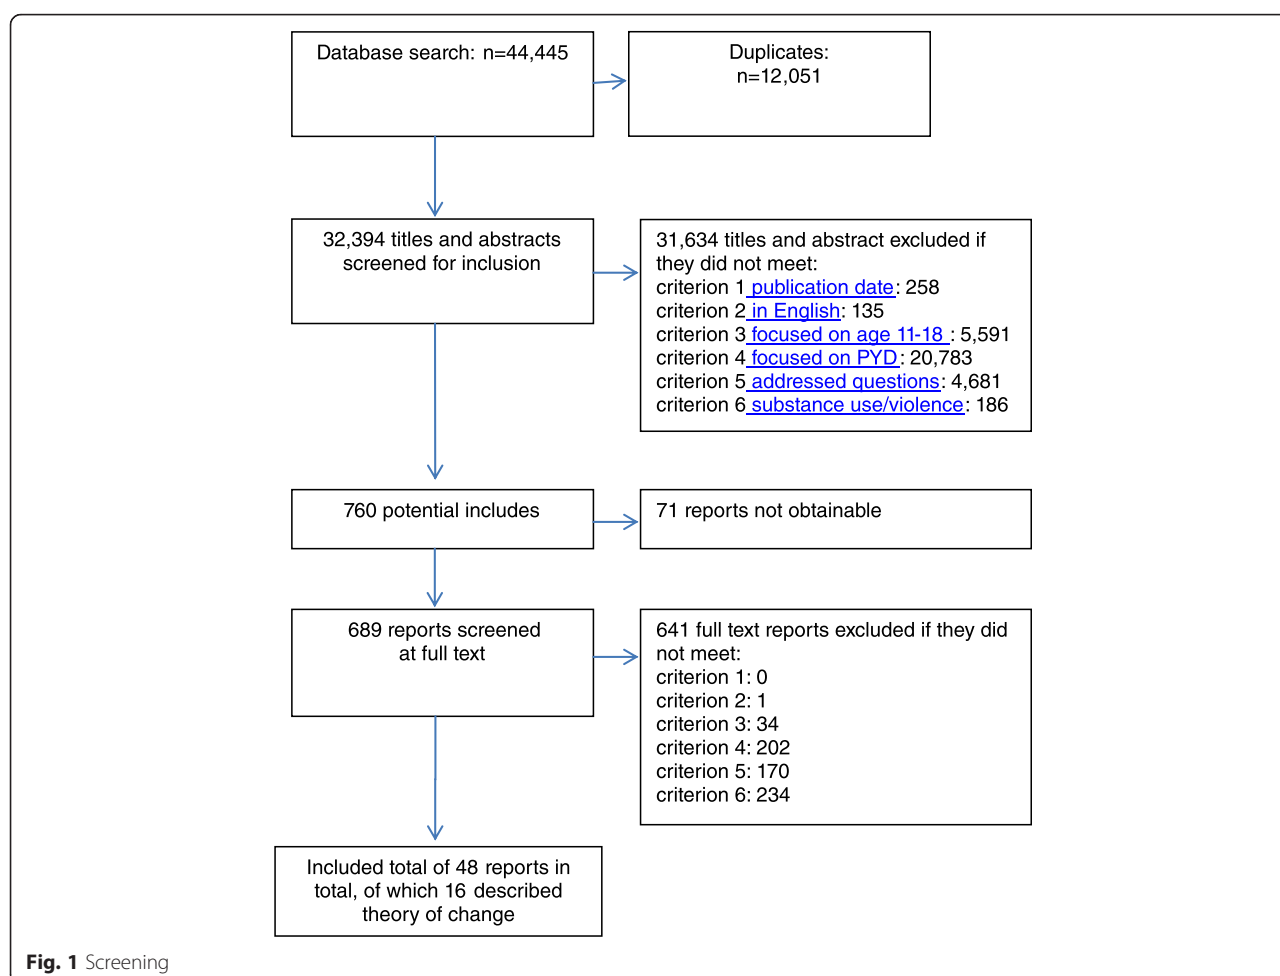 Database search: n=44,445
Duplicates:
n=12,051
32,394 titles and abstracts
screened for inclusion
31,634 titles and abstract excluded if
they did not meet:
criterion 1 publication date: 258
criterion 2 in English: 135
criterion 3 focused on age 11-18 : 5,591
criterion 4 focused on PYD: 20,783
criterion 5 addressed questions: 4,681
criterion 6 substance use/violence: 186
760 potential includes
71 reports not obtainable
689 reports screened
at full text
641 full text reports excluded if they did
not meet:
criterion 1: 0
criterion 2: 1
criterion 3: 34
criterion 4: 202
criterion 5: 170
criterion 6: 234
Included total of 48 reports in
total, of which 16 described
theory of change
Fig. 1 Screening